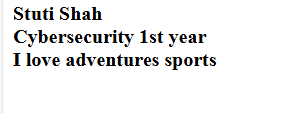 Stuti Shah
Cybersecurity 1st year
I love adventures sports